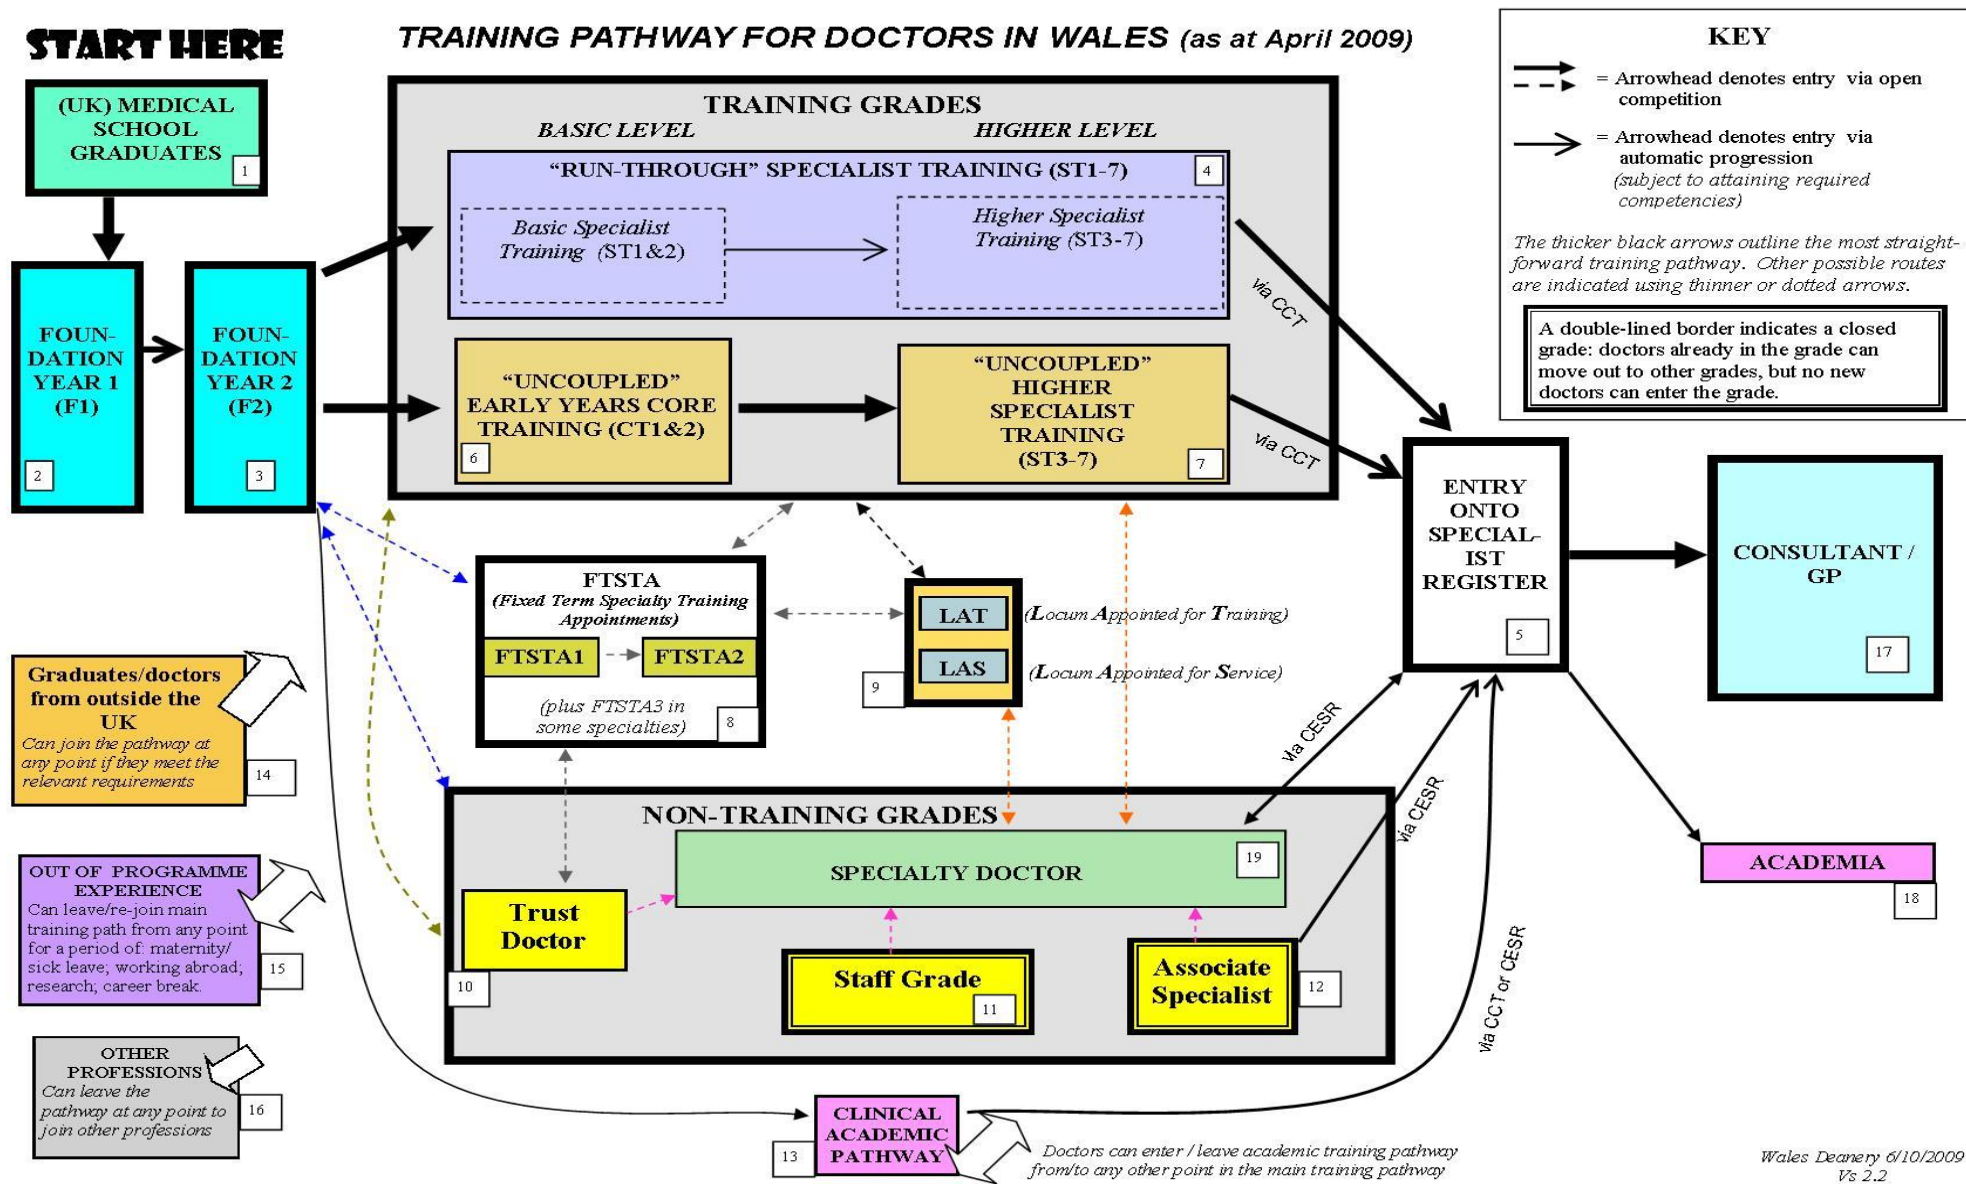 START HERE
TRAINING PATHWAY FOR DOCTORS IN WALES (as at April 2009)
(UK) MEDICAL
SCHOOL
GRADUATES
1
FOUN-
DATION
YEAR 1
(F1)
2
FOUN-
DATION
YEAR 2
(F2)
3
TRAINING GRADES
BASIC LEVEL
HIGHER LEVEL
“RUN-THROUGH” SPECIALIST TRAINING (ST1-7)
4
Basic Specialist
Training (ST1&2)
Higher Specialist
Training (ST3-7)
“UNCOUPLED”
EARLY YEARS CORE
TRAINING (CT1&2)
6
“UNCOUPLED”
HIGHER
SPECIALIST
TRAINING
(ST3-7)
7
via CCT
via CCT
KEY
= Arrowhead denotes entry via open
competition
= Arrowhead denotes entry via
automatic progression
(subject to attaining required
competencies)
The thicker black arrows outline the most straight-
forward training pathway. Other possible routes
are indicated using thinner or dotted arrows.
A double-lined border indicates a closed
grade: doctors already in the grade can
move out to other grades, but no new
doctors can enter the grade.
ENTRY
ONTO
SPECIAL-
IST
REGISTER
5
CONSULTANT /
GP
17
FTSTA
(Fixed Term Specialty Training
Appointments)
FTSTA1
FTSTA2
(plus FTSTA3 in
some specialties)
8
LAT
(Locum Appointed for Training)
LAS
(Locum Appointed for Service)
9
Graduates/doctors
from outside the
UK
Can join the pathway at
any point if they meet the
relevant requirements
14
OUT OF PROGRAMME
EXPERIENCE
Can leave/re-join main
training path from any point
for a period of: maternity/
sick leave; working abroad;
research; career break.
15
OTHER
PROFESSIONS
Can leave the
pathway at any point to
join other professions
16
NON-TRAINING GRADES
SPECIALTY DOCTOR
19
Trust
Doctor
10
Staff Grade
11
Associate
Specialist
12
via CESR
via CESR
via CCT or CESR
ACADEMIA
18
CLINICAL
ACADEMIC
PATHWAY
13
Doctors can enter / leave academic training pathway
from/to any other point in the main training pathway
Wales Deanery 6/10/2009
Vs 2.2